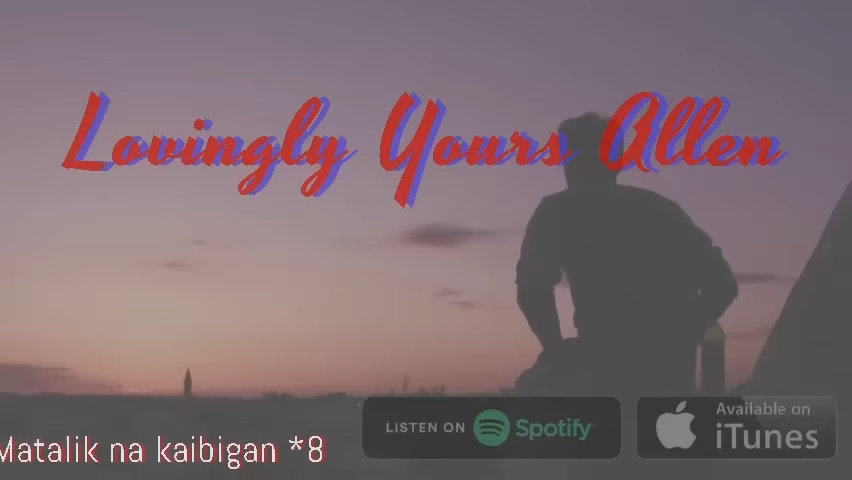 Lovingly Yours Allen
LISTEN ON Spotify
Available on
iTunes
Matalik na kaibigan *8